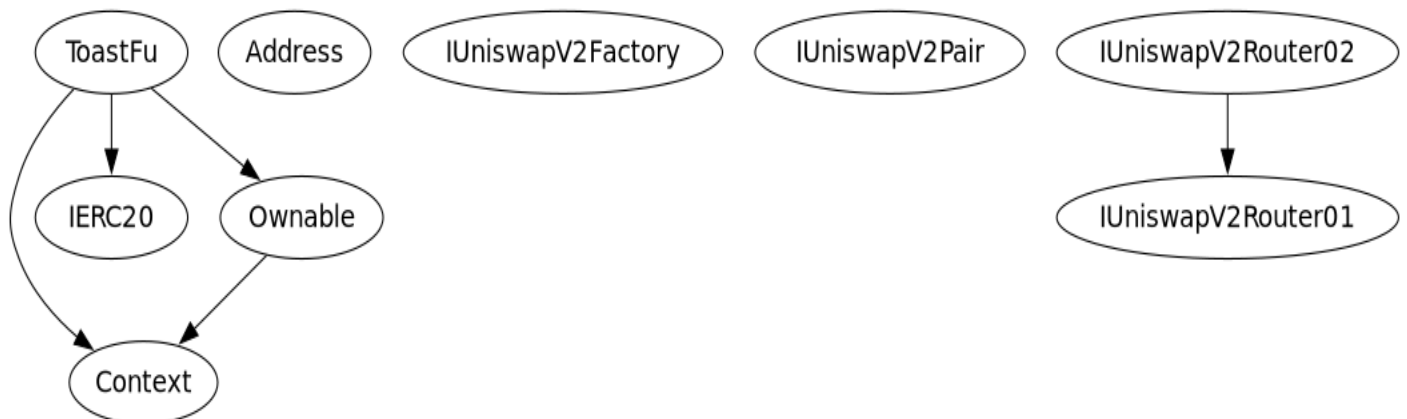 ToastFu
Address
IUniswapV2Factory
IUniswapV2Pair
IUniswapV2Router02
IERC20
Ownable
IUniswapV2Router01
Context